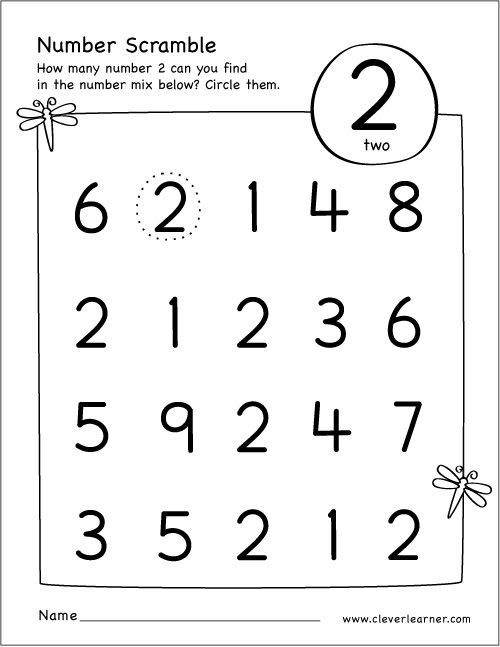 Number Scramble
How many number 2 can you find
in the number mix below? Circle them.
2
two
6 2 1 4 8
2 1 2 3 6
5 9 2 4 7
3 5 2 1 2
Name
www.cleverlearner.com